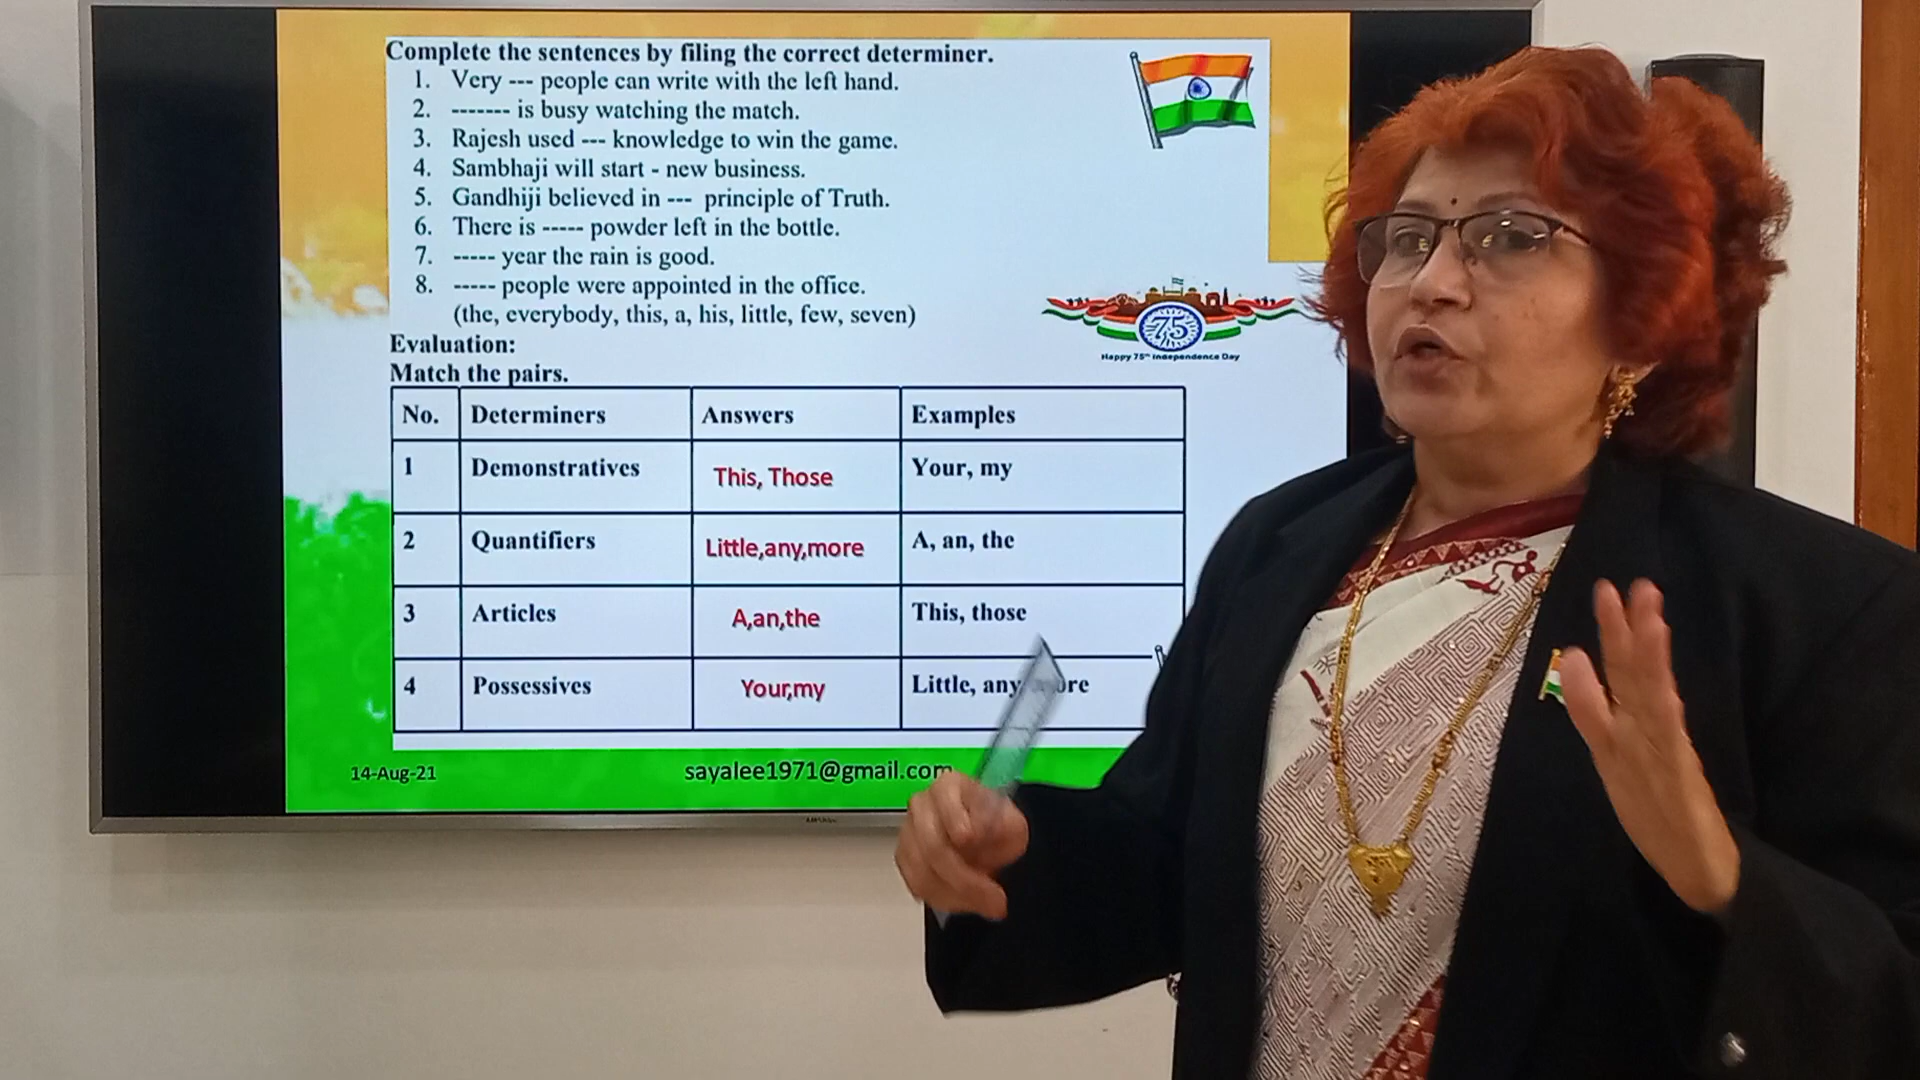 Complete the sentences by filing the correct determiner.
1. Very --- people can write with the left hand.
2. ------- is busy watching the match.
3. Rajesh used --- knowledge to win the game.
4. Sambhaji will start - new business.
5. Gandhiji believed in --- principle of Truth.
6. There is ----- powder left in the bottle.
7. ----- year the rain is good.
8. ----- people were appointed in the office.
(the, everybody, this, a, his, little, few, seven)
75
Happy 75th Independence Day
Evaluation:
Match the pairs.
No. Determiners Answers Examples
1 Demonstratives This, Those Your, my
2 Quantifiers Little,any,more A, an, the
3 Articles A,an,the This, those
4 Possessives Your,my Little, any
14-Aug-21 sayalee1971@gmail.com